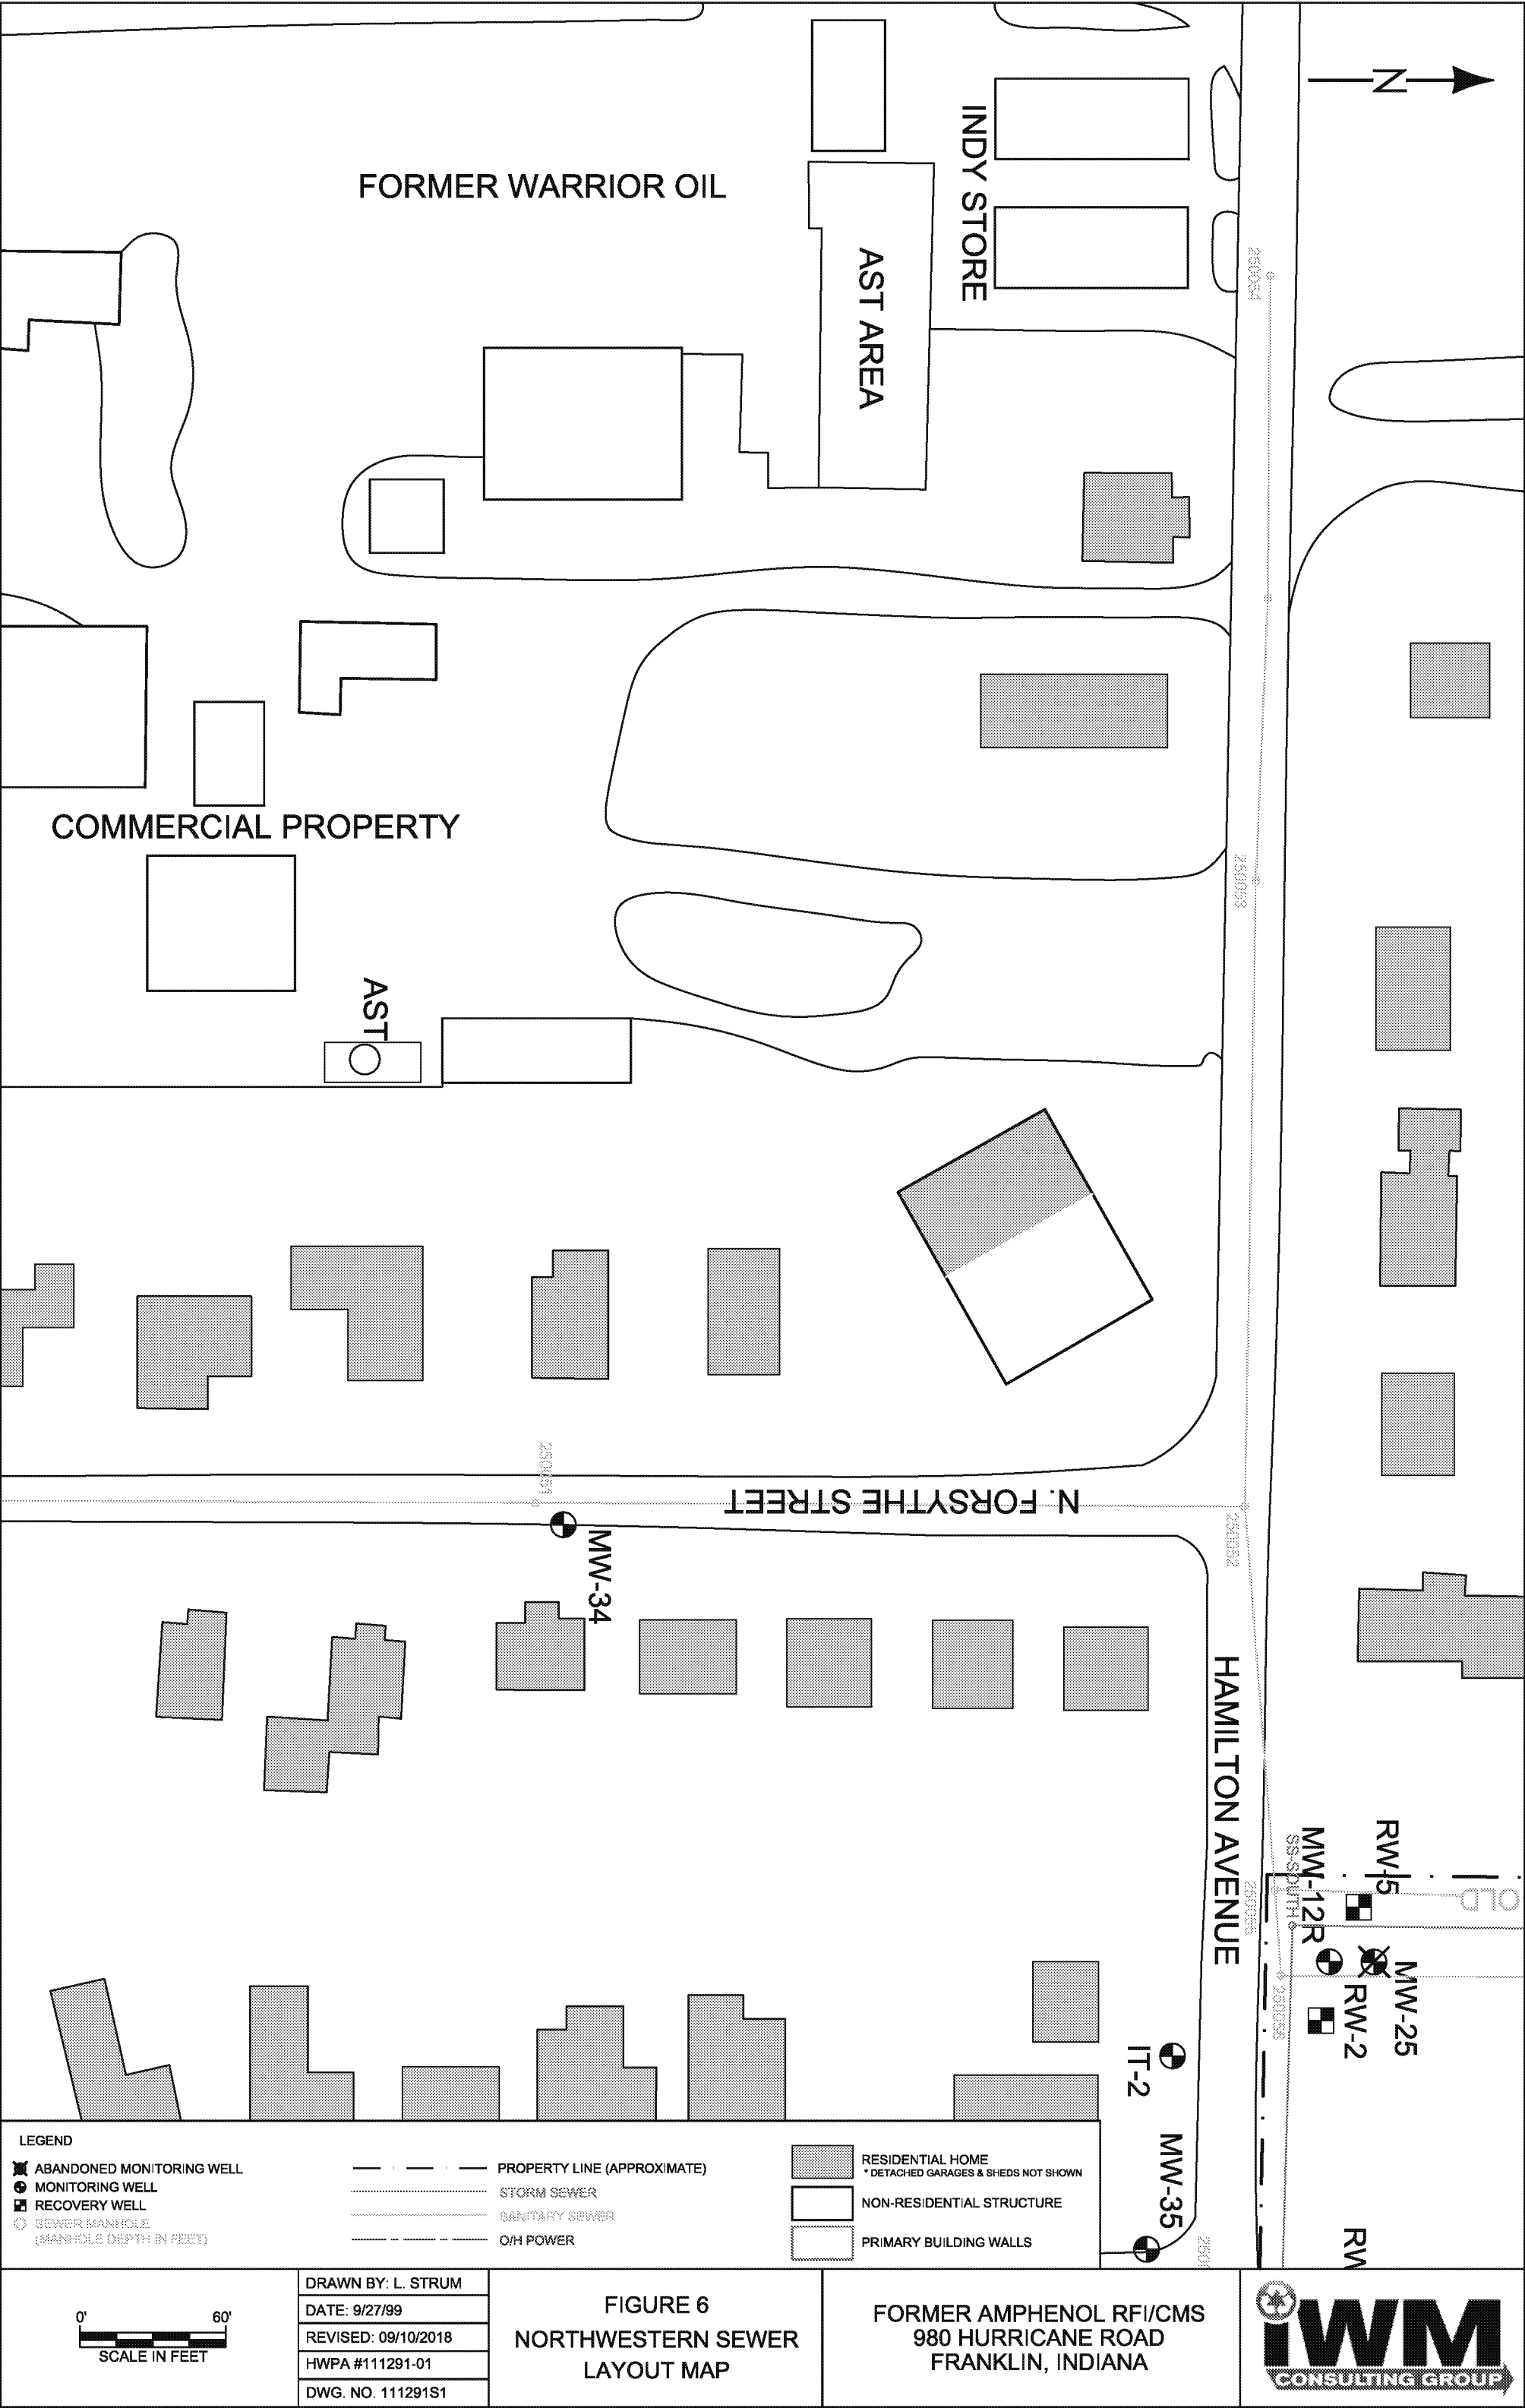 N
INDY STORE
FORMER WARRIOR OIL
AST AREA
250054
COMMERCIAL PROPERTY
250053
AST
250051
N. FORSYTHE STREET
250052
MW-34
HAMILTON AVENUE
RW-5
MW-12R
SS-SOUTH
250055
OLD
MW-25
RW-2
250056
IT-2
MW-35
RW
LEGEND
ABANDONED MONITORING WELL
MONITORING WELL
RECOVERY WELL
SEWER MANHOLE
(MANHOLE DEPTH IN FEET)
PROPERTY LINE (APPROXIMATE)
STORM SEWER
SANITARY SEWER
O/H POWER
RESIDENTIAL HOME
* DETACHED GARAGES & SHEDS NOT SHOWN
NON-RESIDENTIAL STRUCTURE
PRIMARY BUILDING WALLS
0' 60'
SCALE IN FEET
DRAWN BY: L. STRUM
DATE: 9/27/99
REVISED: 09/10/2018
HWPA #111291-01
DWG. NO. 111291S1
FIGURE 6
NORTHWESTERN SEWER
LAYOUT MAP
FORMER AMPHENOL RFI/CMS
980 HURRICANE ROAD
FRANKLIN, INDIANA
iWM
CONSULTING GROUP